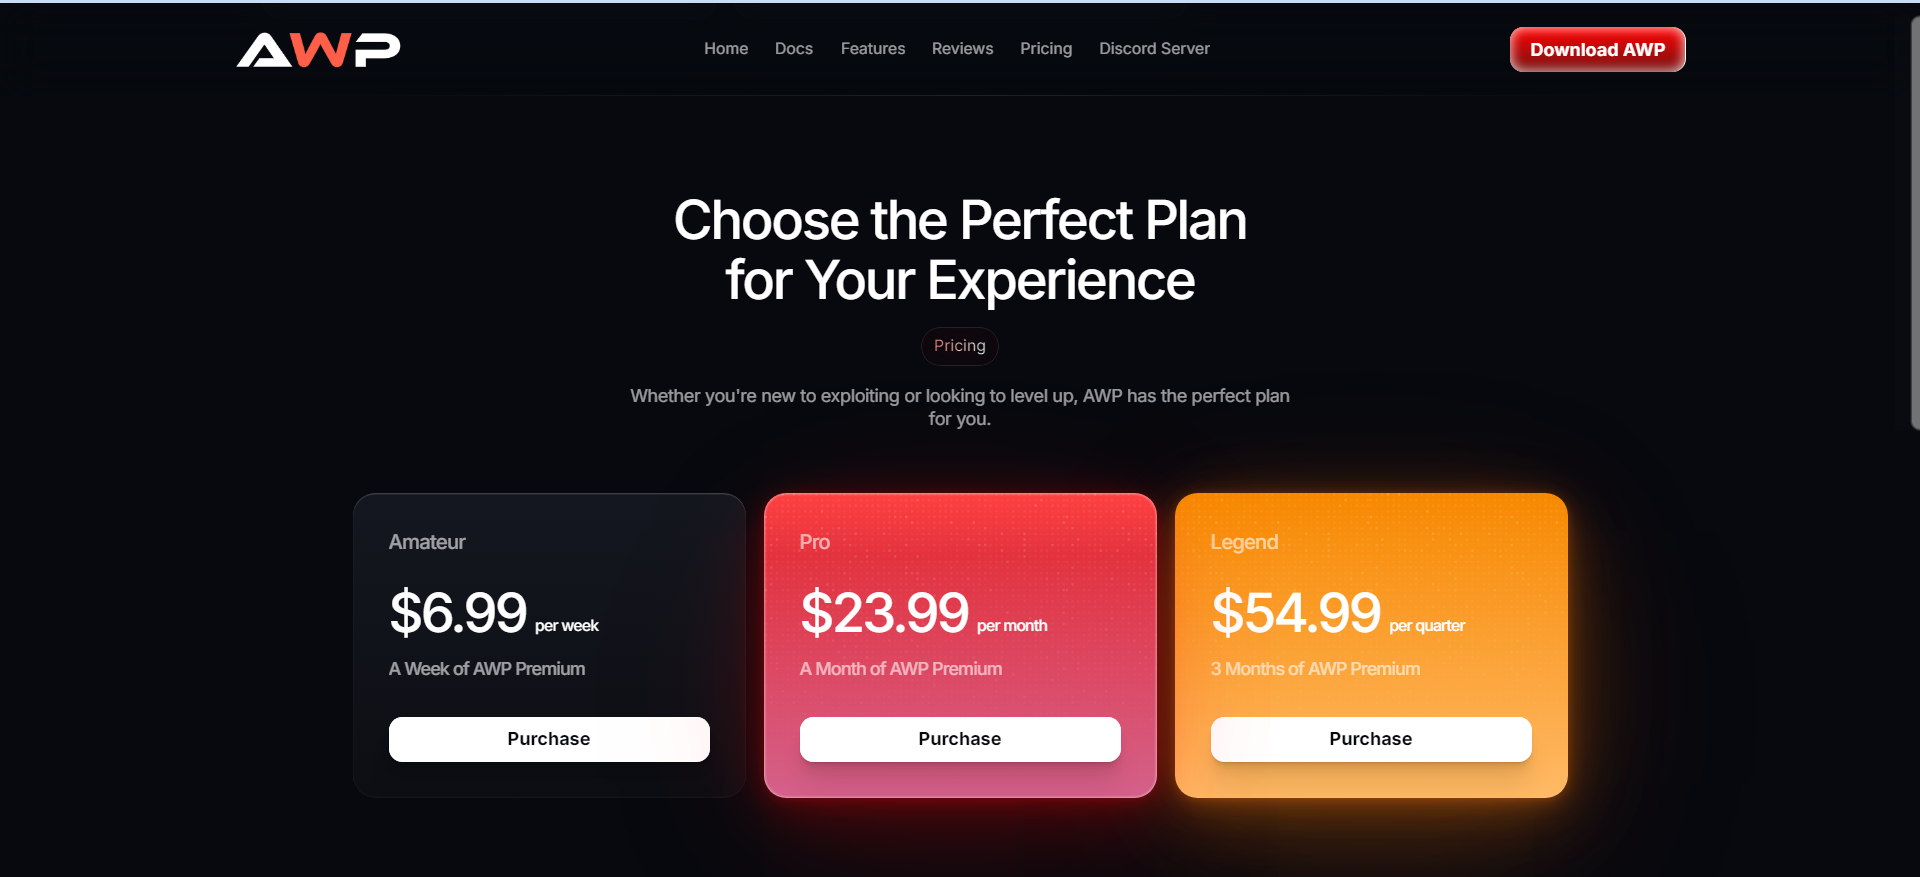 AWP
Home Docs Features Reviews Pricing Discord Server
Download AWP
Choose the Perfect Plan
for Your Experience
Pricing
Whether you're new to exploiting or looking to level up, AWP has the perfect plan
for you.
Amateur
$6.99 per week
A Week of AWP Premium
Purchase
Pro
$23.99 per month
A Month of AWP Premium
Purchase
Legend
$54.99 per quarter
3 Months of AWP Premium
Purchase